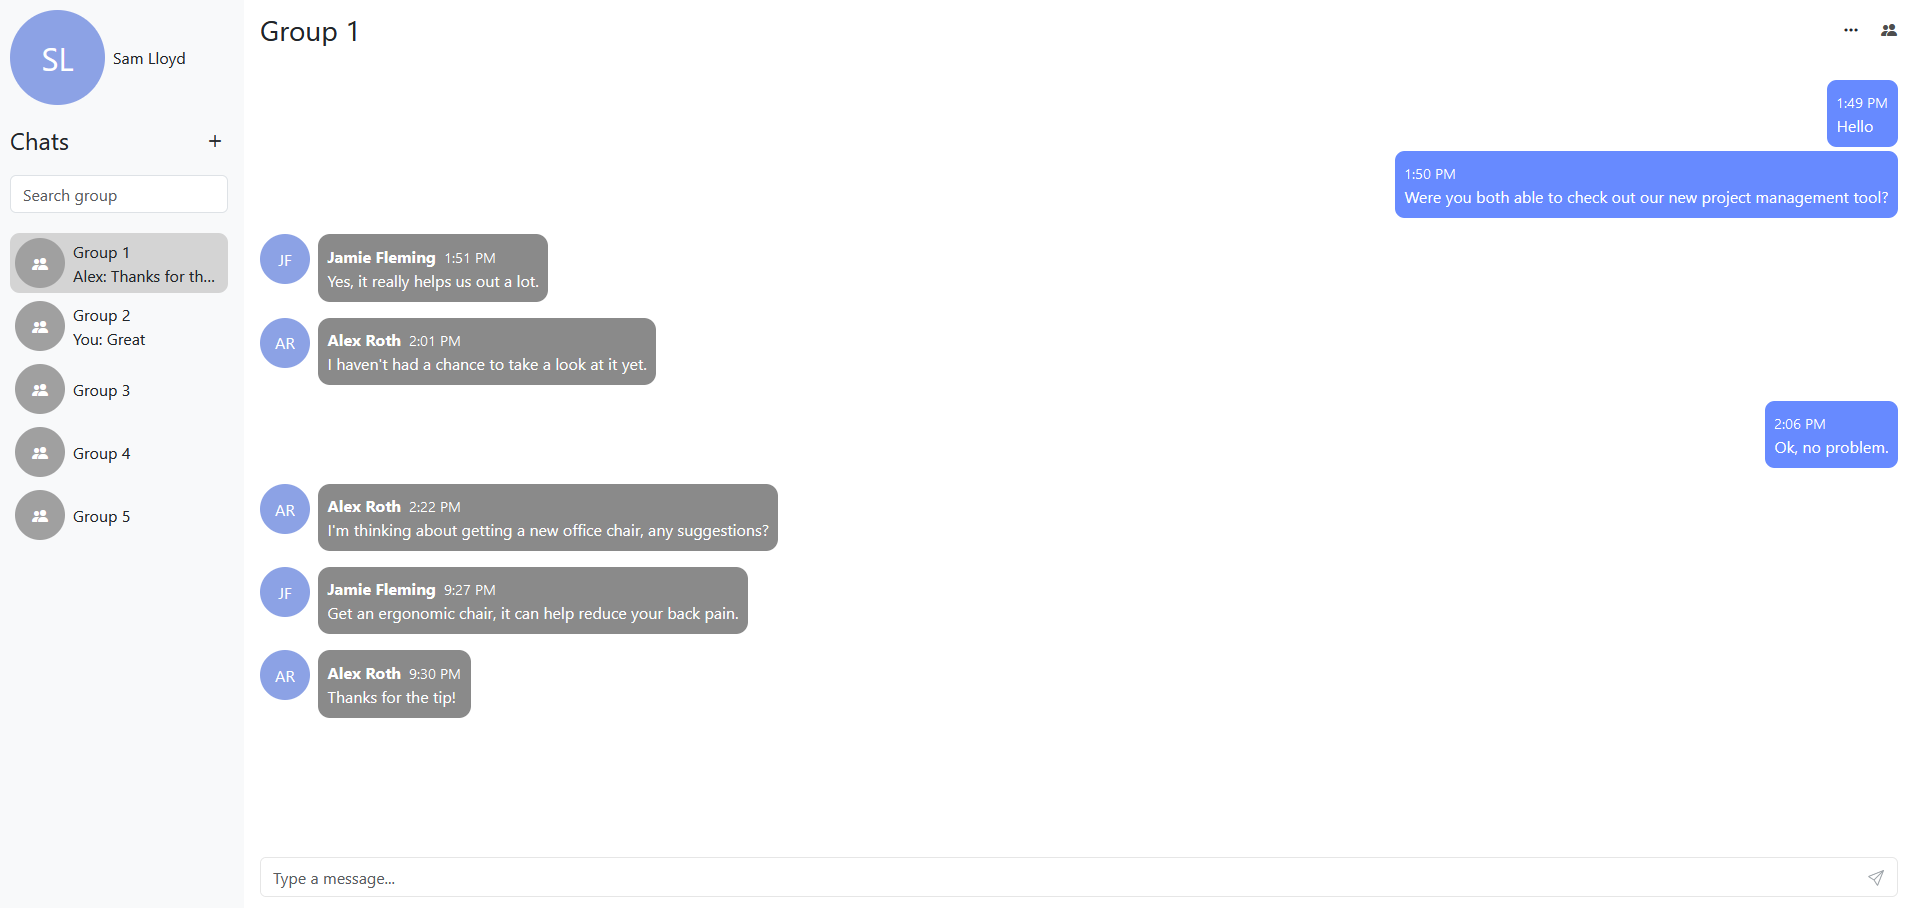 SL
Sam Lloyd
Chats
+
Search group
Group 1
Alex: Thanks for th...
Group 2
You: Great
Group 3
Group 4
Group 5
Group 1
1:49 PM
Hello
1:50 PM
Were you both able to check out our new project management tool?
JF
Jamie Fleming 1:51 PM
Yes, it really helps us out a lot.
AR
Alex Roth 2:01 PM
I haven't had a chance to take a look at it yet.
2:06 PM
Ok, no problem.
AR
Alex Roth 2:22 PM
I'm thinking about getting a new office chair, any suggestions?
JF
Jamie Fleming 9:27 PM
Get an ergonomic chair, it can help reduce your back pain.
AR
Alex Roth 9:30 PM
Thanks for the tip!
Type a message...